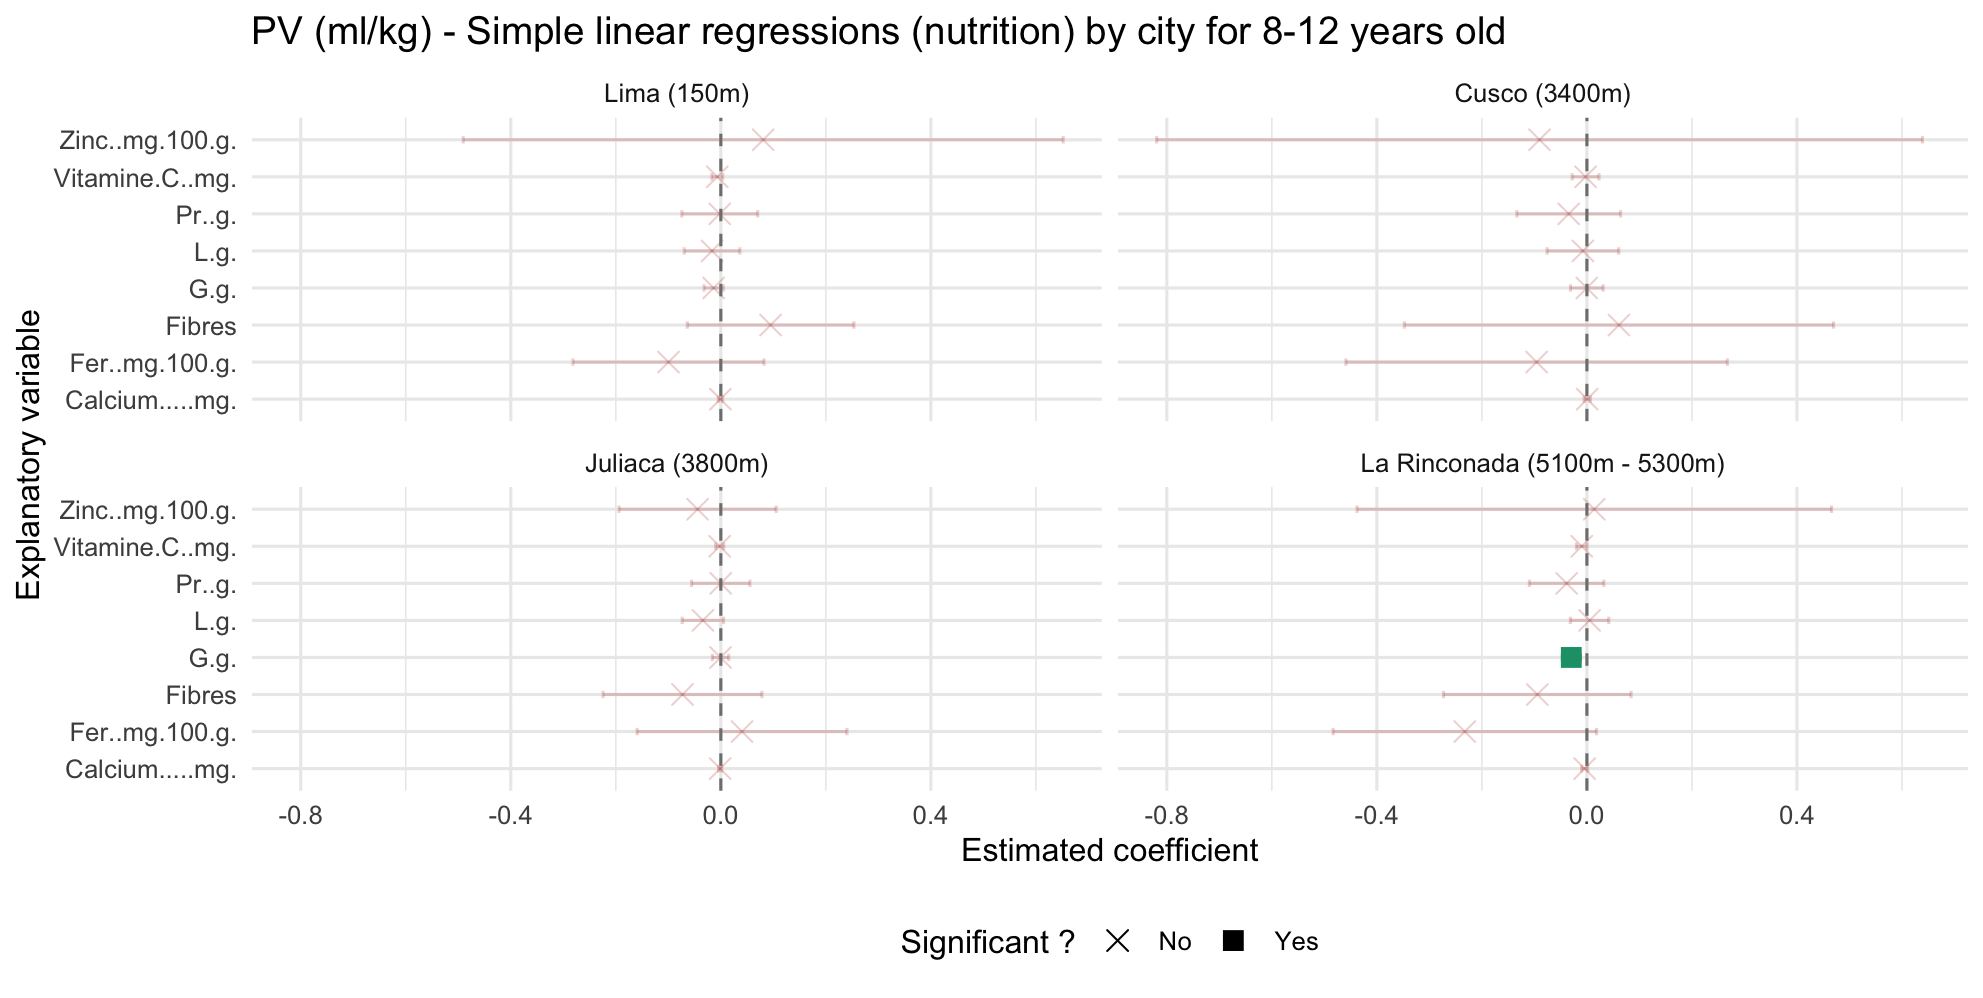 PV (ml/kg) - Simple linear regressions (nutrition) by city for 8-12 years old
Lima (150m)
Cusco (3400m)
Zinc..mg.100.g.
Vitamine.C..mg.
Pr..g.
L.g.
G.g.
Fibres
Fer..mg.100.g.
Calcium.....mg.
Explanatory variable
Juliaca (3800m)
La Rinconada (5100m - 5300m)
Zinc..mg.100.g.
Vitamine.C..mg.
Pr..g.
L.g.
G.g.
Fibres
Fer..mg.100.g.
Calcium.....mg.
-0.8 -0.4 0.0 0.4
-0.8 -0.4 0.0 0.4
Estimated coefficient
Significant ? No Yes